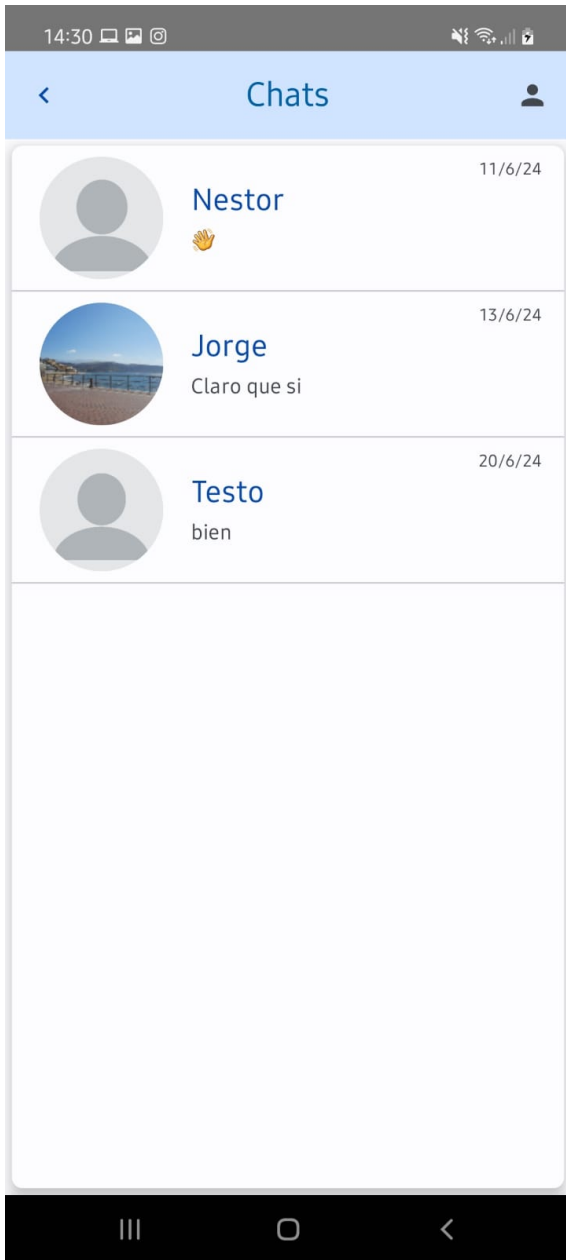 14:30
Chats
11/6/24
Nestor
👋
13/6/24
Jorge
Claro que si
20/6/24
Testo
bien